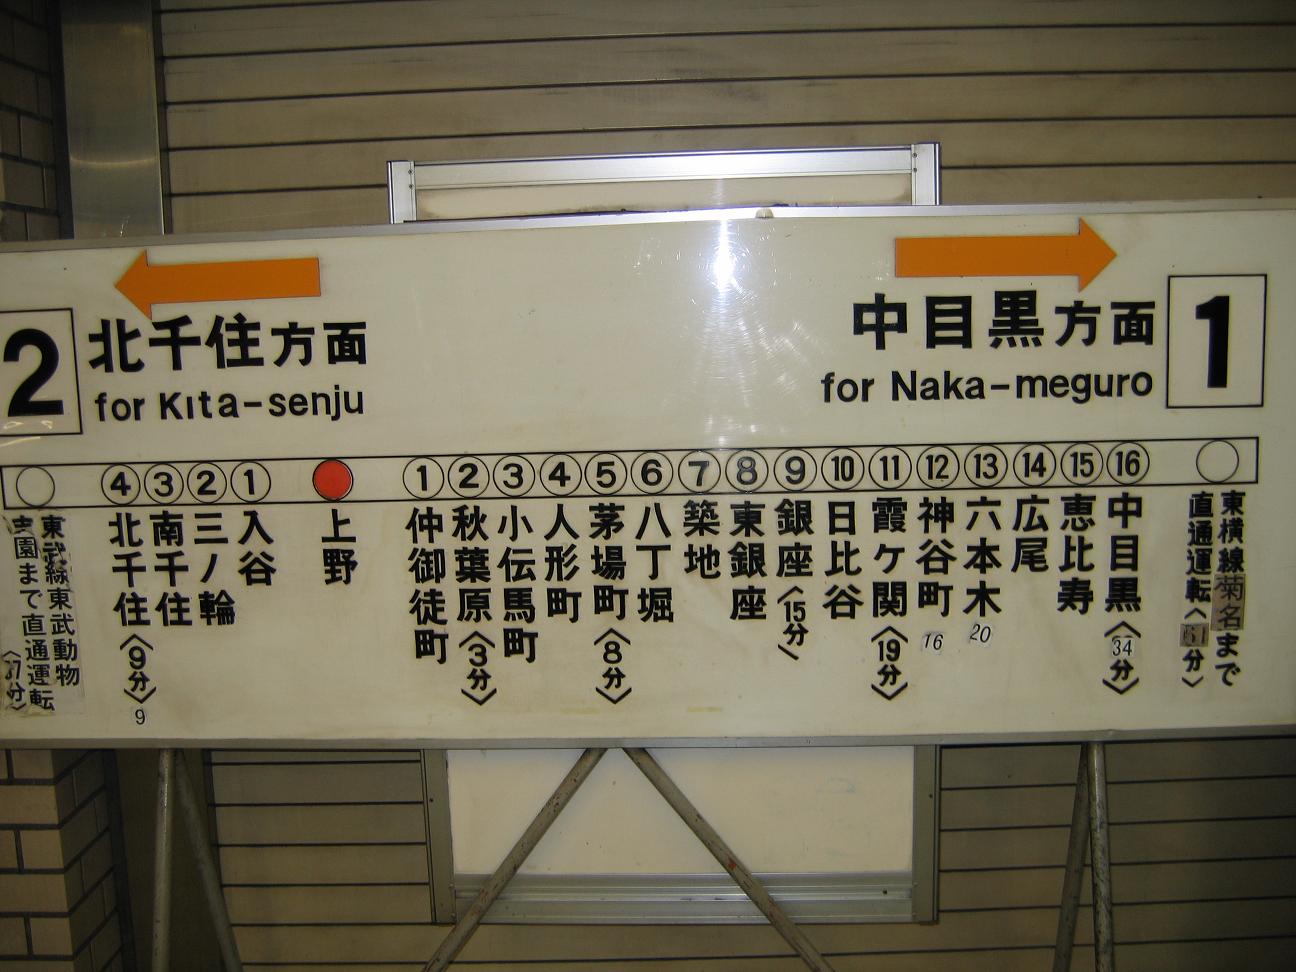 2
北千住方面
for Kita-senju
中目黒方面
for Naka-meguro
1
④ ③ ② ① ① ② ③ ④ ⑤ ⑥ ⑦ ⑧ ⑨ ⑩ ⑪ ⑫ ⑬ ⑭ ⑮ ⑯
東武線東武動物
公園まで直通運転
北千住〈9分〉
9
南千住
三ノ輪
入谷
上野
仲御徒町
秋葉原〈3分〉
小伝馬町
人形町
茅場町〈8分〉
八丁堀
築地
東銀座
銀座〈15分〉
日比谷
霞ケ関〈19分〉
神谷町
16
六本木
20
広尾
恵比寿
中目黒〈34分〉
東横線菊名まで
直通運転〈61分〉